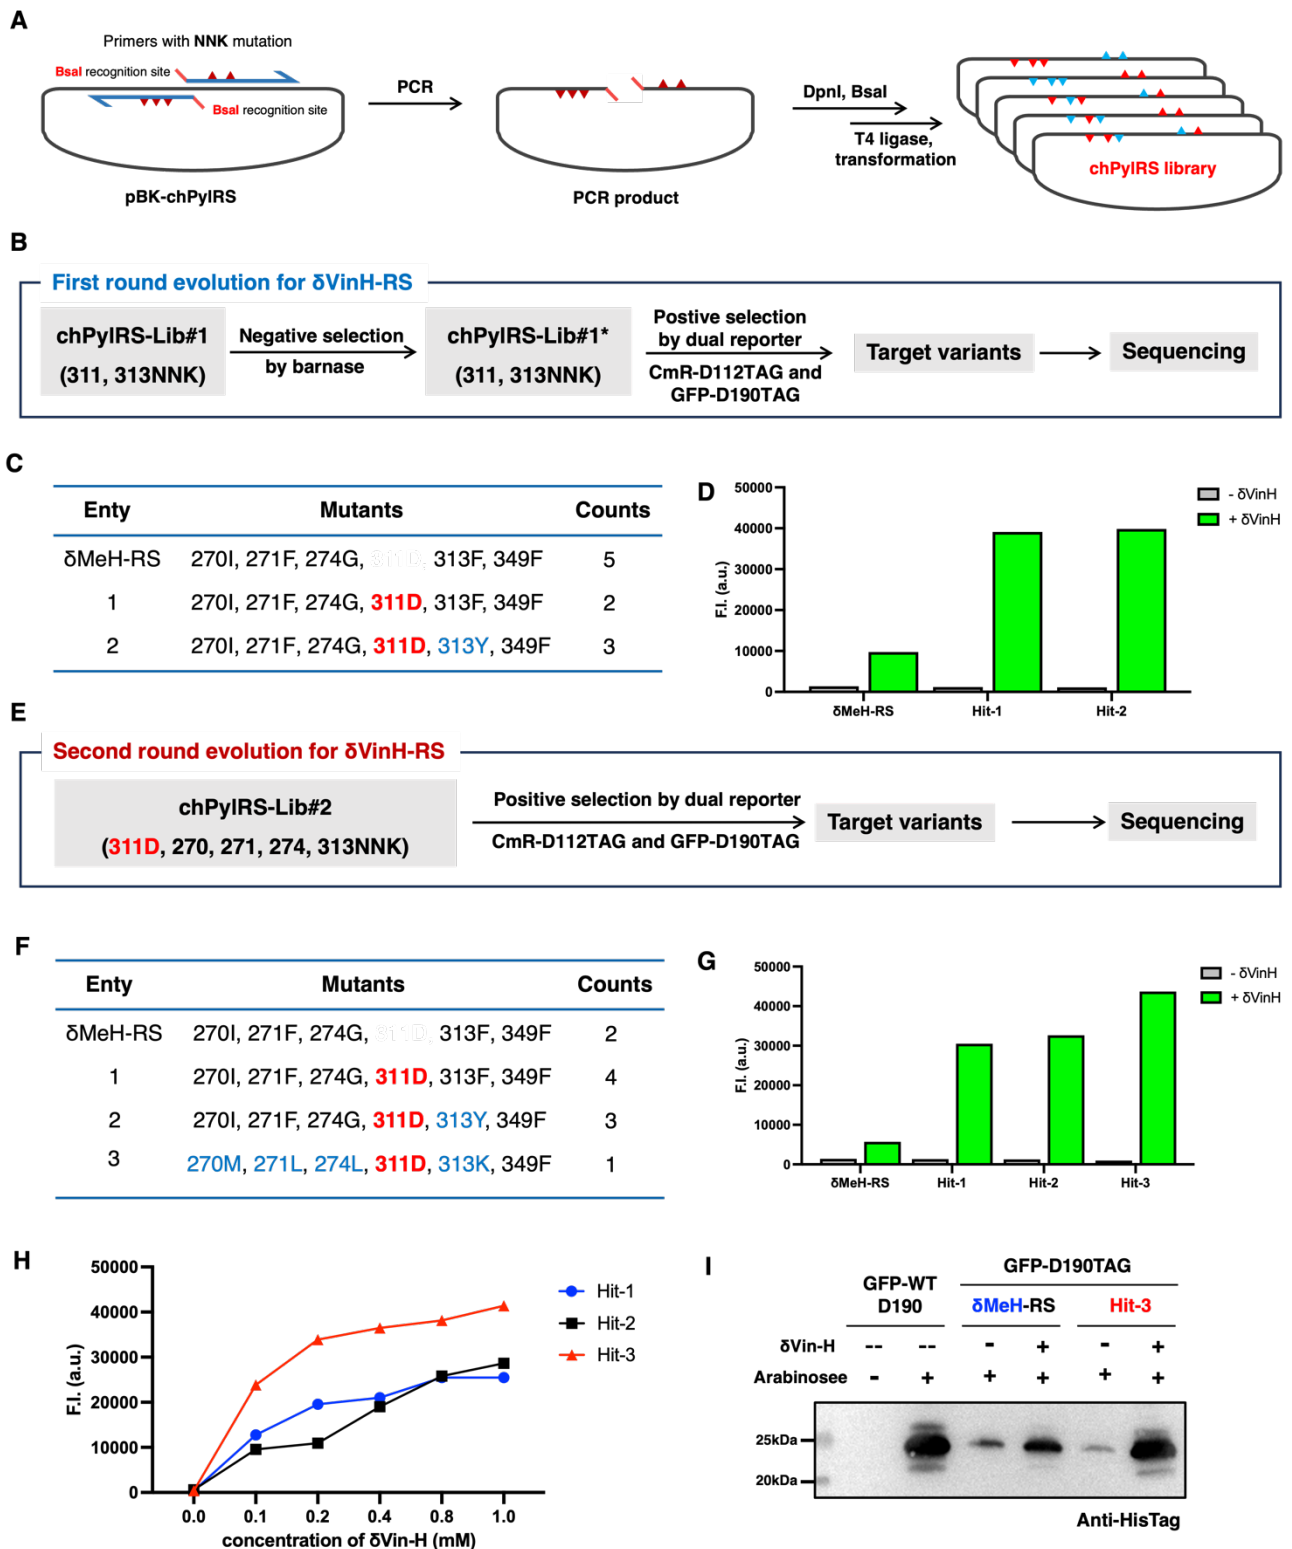 A
Primers with NNK mutation
BsaI recognition site
BsaI recognition site
pBK-chPylRS
PCR
PCR product
DpnI, BsaI
T4 ligase,
transformation
chPylRS library
B
First round evolution for δVinH-RS
chPylRS-Lib#1
(311, 313NNK)
Negative selection
by barnase
chPylRS-Lib#1*
(311, 313NNK)
Postive selection
by dual reporter
CmR-D112TAG and
GFP-D190TAG
Target variants
Sequencing
C
Enty Mutants Counts
δMeH-RS 270I, 271F, 274G, 311D, 313F, 349F 5
1 270I, 271F, 274G, 311D, 313F, 349F 2
2 270I, 271F, 274G, 311D, 313Y, 349F 3
D
50000
40000
30000
20000
10000
0
F.I. (a.u.)
δMeH-RS Hit-1 Hit-2
- δVinH
+ δVinH
E
Second round evolution for δVinH-RS
chPylRS-Lib#2
(311D, 270, 271, 274, 313NNK)
Positive selection by dual reporter
CmR-D112TAG and GFP-D190TAG
Target variants
Sequencing
F
Enty Mutants Counts
δMeH-RS 270I, 271F, 274G, 311D, 313F, 349F 2
1 270I, 271F, 274G, 311D, 313F, 349F 4
2 270I, 271F, 274G, 311D, 313Y, 349F 3
3 270M, 271L, 274L, 311D, 313K, 349F 1
G
50000
40000
30000
20000
10000
0
F.I. (a.u.)
δMeH-RS Hit-1 Hit-2 Hit-3
- δVinH
+ δVinH
H
50000
40000
30000
20000
10000
0
F.I. (a.u.)
0.0 0.1 0.2 0.4 0.8 1.0
concentration of δVin-H (mM)
Hit-1
Hit-2
Hit-3
I
GFP-WT
D190
GFP-D190TAG
δMeH-RS Hit-3
δVin-H -- -- - + - +
Arabinosee - + + + + +
25kDa
20kDa
Anti-HisTag